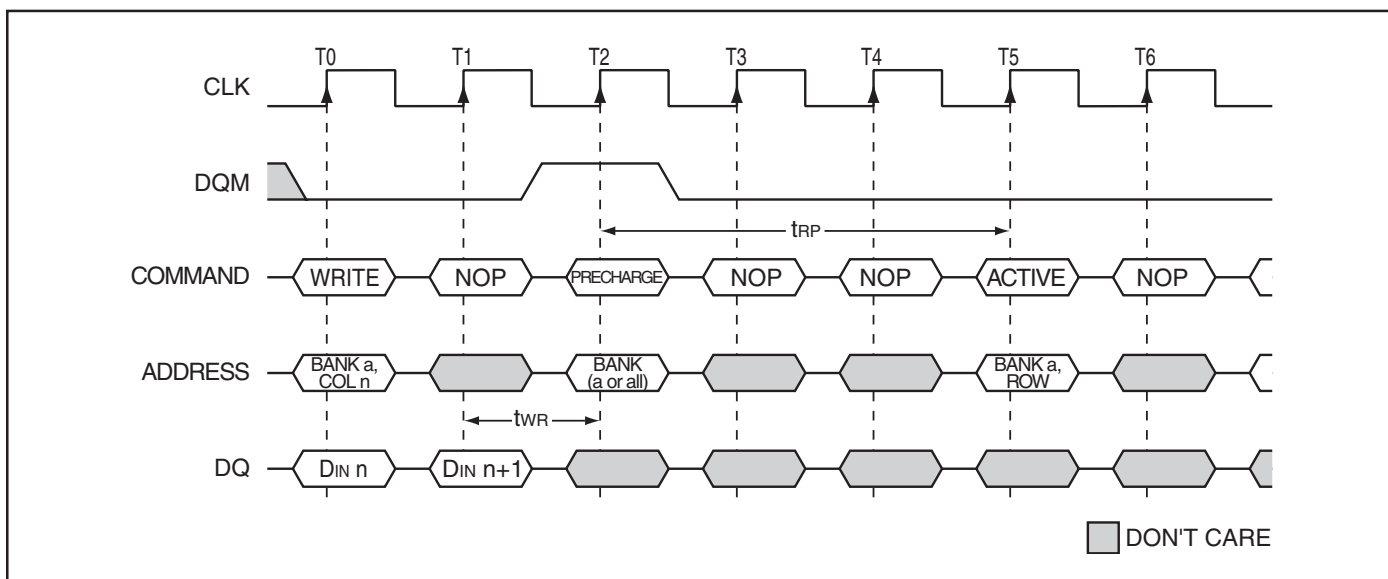 T0 T1 T2 T3 T4 T5 T6
CLK
DQM
tRP
COMMAND WRITE NOP PRECHARGE NOP NOP ACTIVE NOP
ADDRESS
BANK a,
COL n
BANK
(a or all)
BANK a,
ROW
tWR
DQ DIN n DIN n+1
DON'T CARE